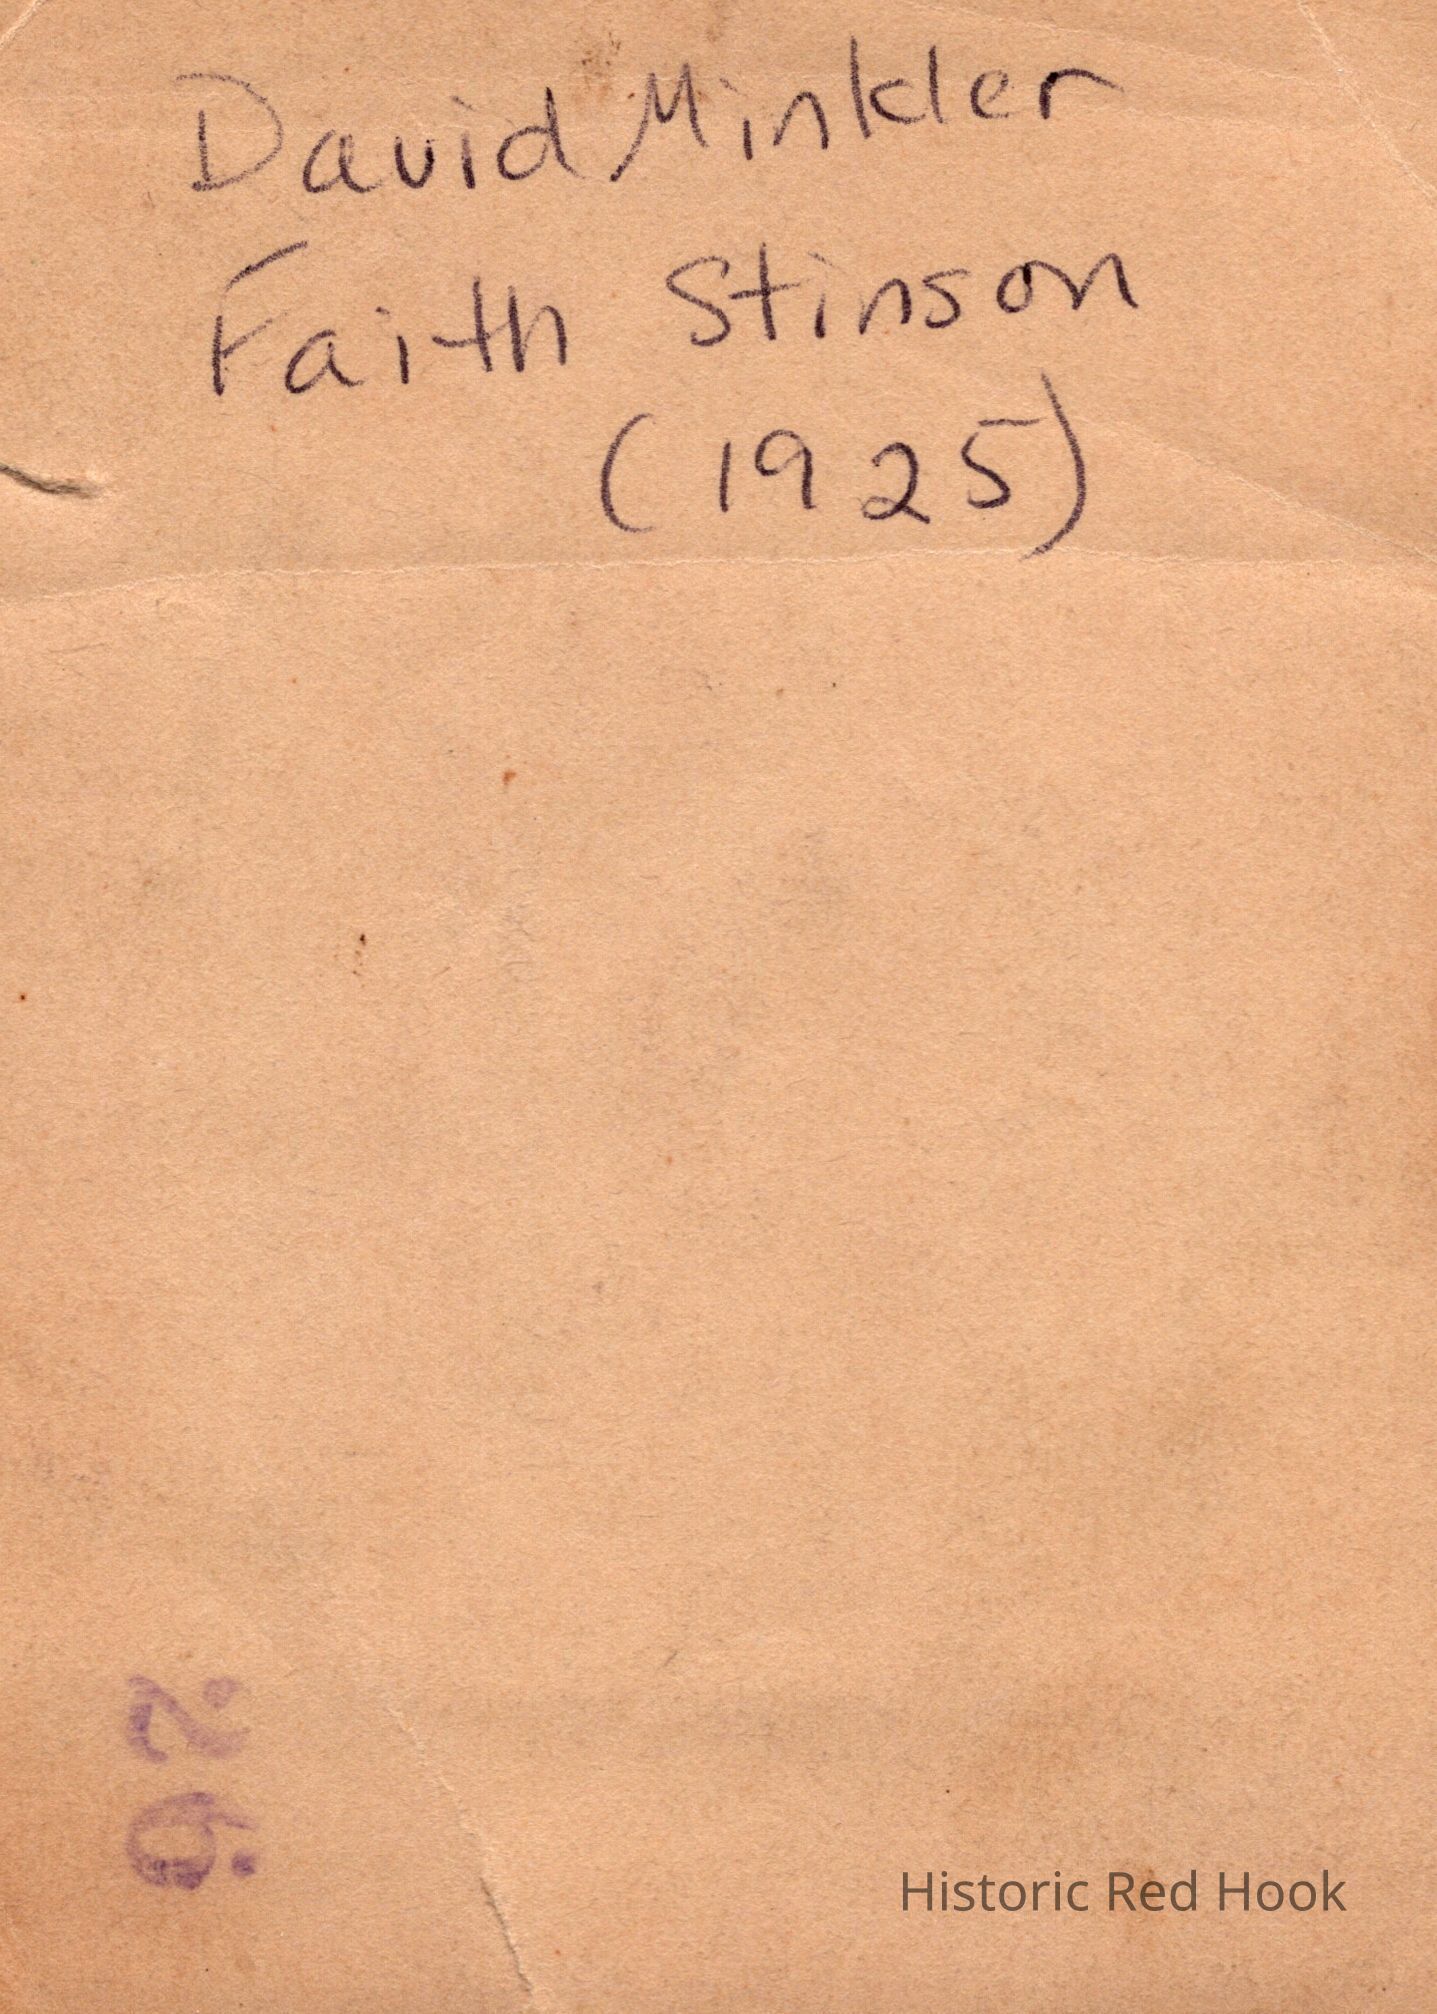 David Minkler
Faith Stinson
(1925)
26
Historic Red Hook